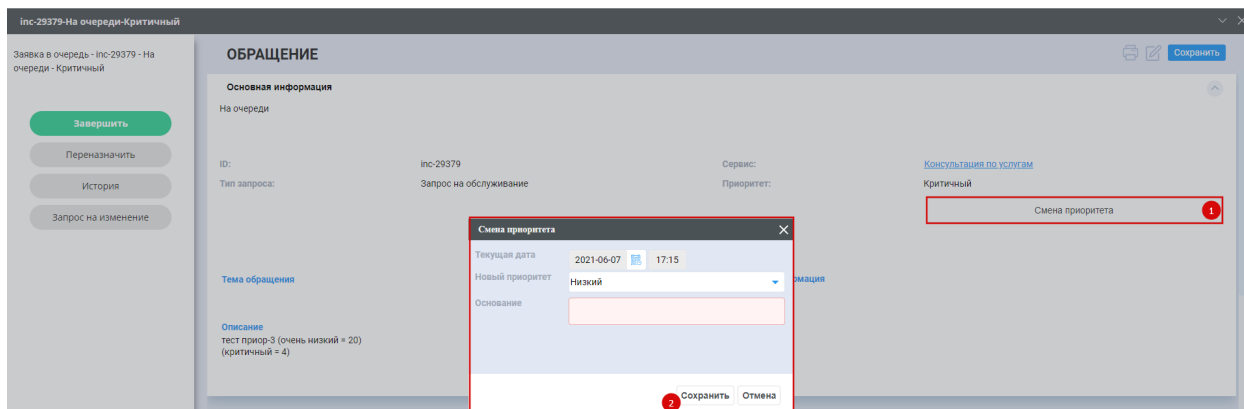 inc-29379-На очереди-Критичный
Заявка в очередь - inc-29379 - На
очереди - Критичный
Завершить
Переназначить
История
Запрос на изменение
ОБРАЩЕНИЕ
Сохранить
Основная информация
На очереди
ID:
inc-29379
Сервис:
Консультация по услугам
Тип запроса:
Запрос на обслуживание
Приоритет:
Критичный
Смена приоритета
1
Тема обращения
рмация
Описание
тест приор-3 (очень низкий = 20)
(критичный = 4)
Смена приоритета
Текущая дата
2021-06-07
17:15
Новый приоритет
Низкий
Основание
2
Сохранить
Отмена